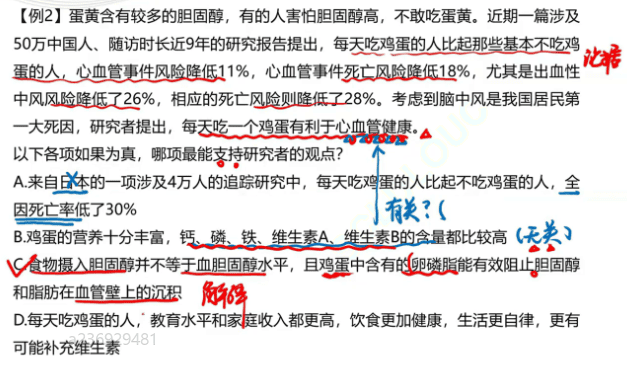 【例2】蛋黄含有较多的胆固醇，有的人害怕胆固醇高，不敢吃蛋黄。近期一篇涉及
50万中国人、随访时长近9年的研究报告提出，每天吃鸡蛋的人比起那些基本不吃鸡
蛋的人，心血管事件风险降低11%，心血管事件死亡风险降低18%，尤其是出血性
论据
中风风险降低了26%，相应的死亡风险则降低了28%。考虑到脑中风是我国居民第
一大死因，研究者提出，每天吃一个鸡蛋有利于心血管健康。
以下各项如果为真，哪项最能支持研究者的观点？
A.来自日本的一项涉及4万人的追踪研究中，每天吃鸡蛋的人比起不吃鸡蛋的人，全
因死亡率低了30%
有关？(
B.鸡蛋的营养十分丰富，钙、磷、铁、维生素A、维生素B的含量都比较高
(无关)
C.食物摄入胆固醇并不等于血胆固醇水平，且鸡蛋中含有的卵磷脂能有效阻止胆固醇
和脂肪在血管壁上的沉积
解释
D.每天吃鸡蛋的人，教育水平和家庭收入都更高，饮食更加健康，生活更自律，更有
可能补充维生素
a236929481